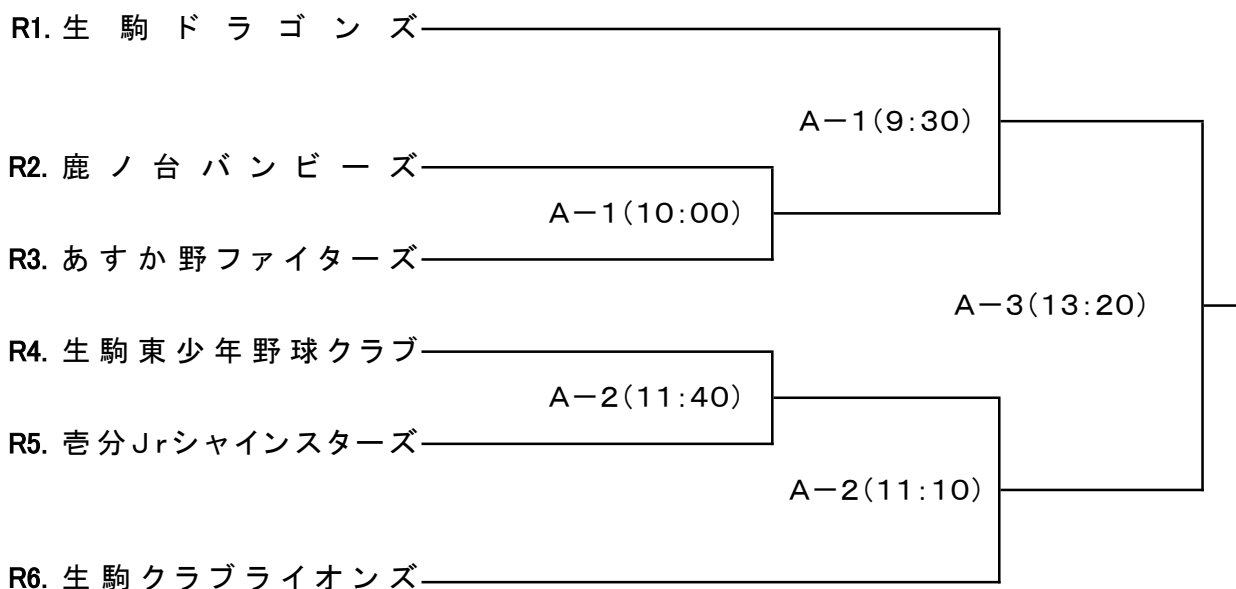 R1. 生駒ドラゴンズ
A－1(9:30)
R2. 鹿ノ台バンビーズ
A－1(10:00)
R3. あすか野ファイターズ
A－3(13:20)
R4. 生駒東少年野球クラブ
A－2(11:40)
R5. 壱分Jrシャインスターズ
A－2(11:10)
R6. 生駒クラブライオンズ